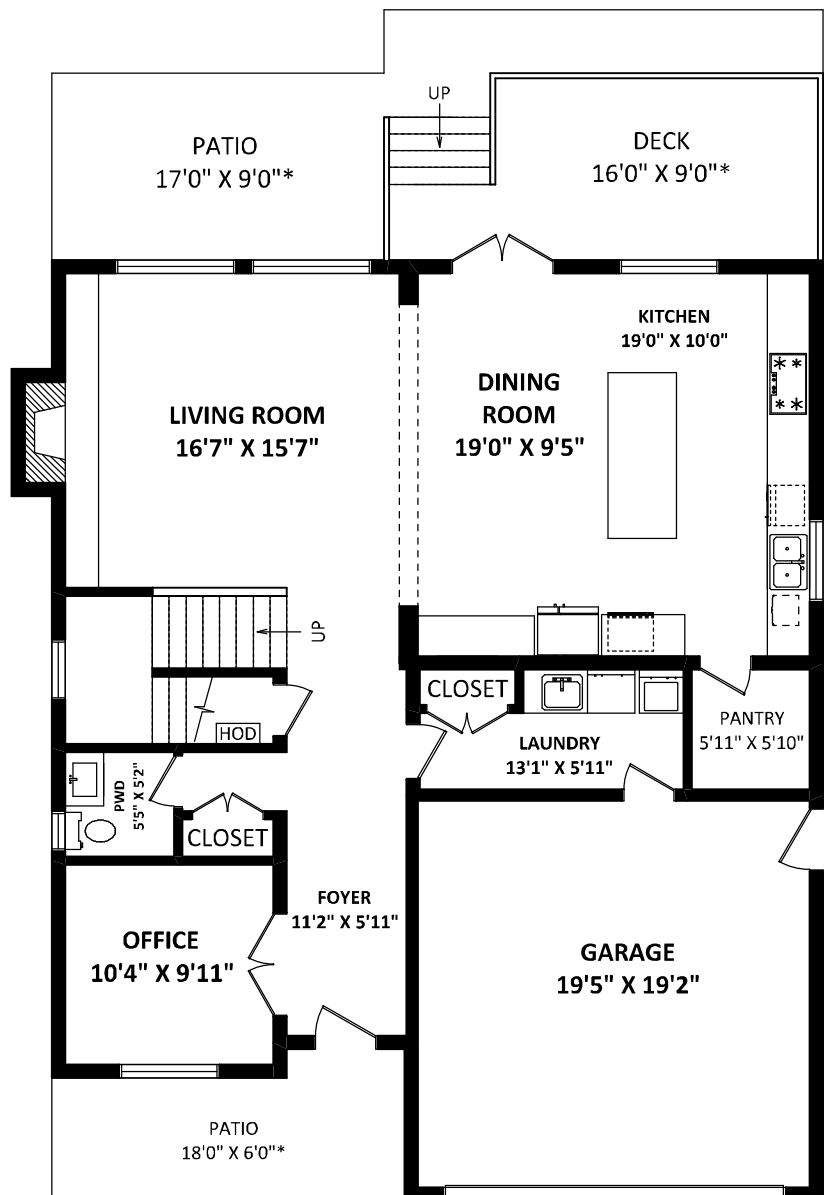 UP
PATIO
17'0" X 9'0"*
DECK
16'0" X 9'0"*
KITCHEN
19'0" X 10'0"
DINING
ROOM
19'0" X 9'5"
LIVING ROOM
16'7" X 15'7"
UP
CLOSET
HOD
LAUNDRY
13'1" X 5'11"
PANTRY
5'11" X 5'10"
PWD
5'5" X 5'2"
CLOSET
FOYER
11'2" X 5'11"
OFFICE
10'4" X 9'11"
GARAGE
19'5" X 19'2"
PATIO
18'0" X 6'0"*